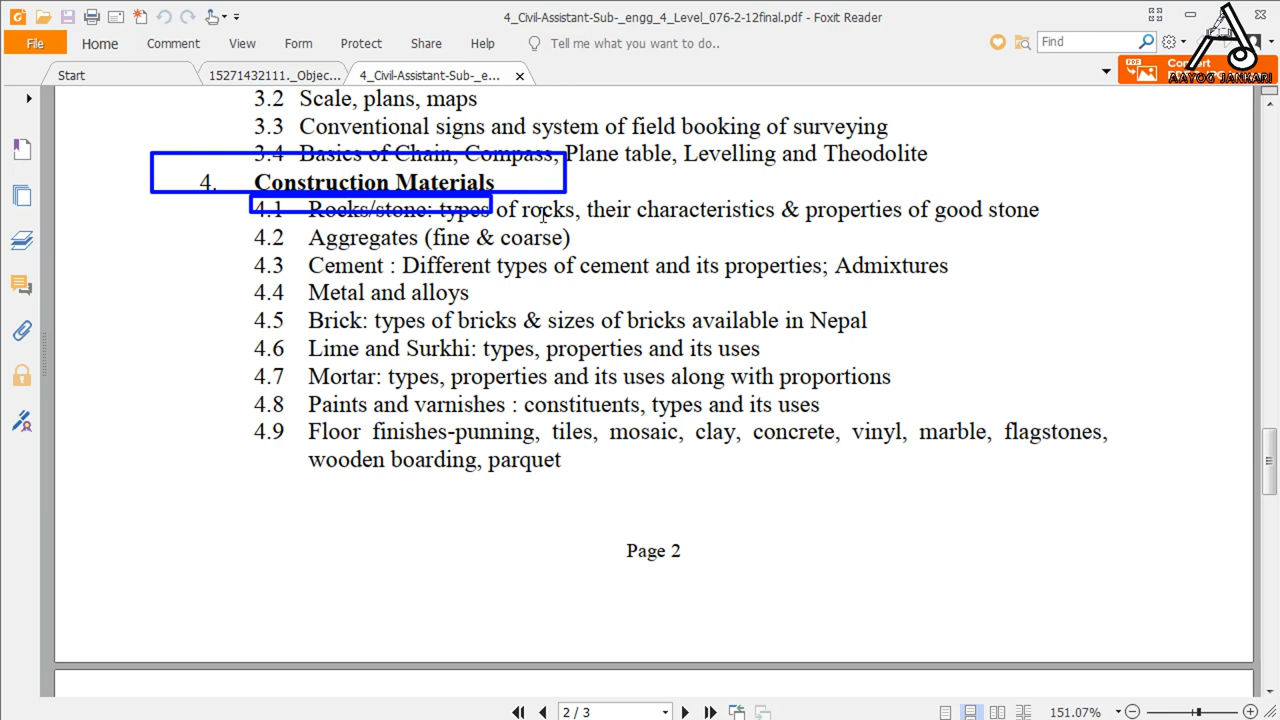 4_Civil-Assistant-Sub-_engg_4_Level_076-2-12final.pdf - Foxit Reader
File Home Comment View Form Protect Share Help Tell me what you want to do.. Find
Start 15271432111._Objec... 4_Civil-Assistant-Sub-_e...
AAYOG JANKARI
3.2 Scale, plans, maps
3.3 Conventional signs and system of field booking of surveying
3.4 Basics of Chain, Compass, Plane table, Levelling and Theodolite
4. Construction Materials
4.1 Rocks/stone: types of rocks, their characteristics & properties of good stone
4.2 Aggregates (fine & coarse)
4.3 Cement : Different types of cement and its properties; Admixtures
4.4 Metal and alloys
4.5 Brick: types of bricks & sizes of bricks available in Nepal
4.6 Lime and Surkhi: types, properties and its uses
4.7 Mortar: types, properties and its uses along with proportions
4.8 Paints and varnishes : constituents, types and its uses
4.9 Floor finishes-punning, tiles, mosaic, clay, concrete, vinyl, marble, flagstones,
wooden boarding, parquet
Page 2
2 / 3 151.07%